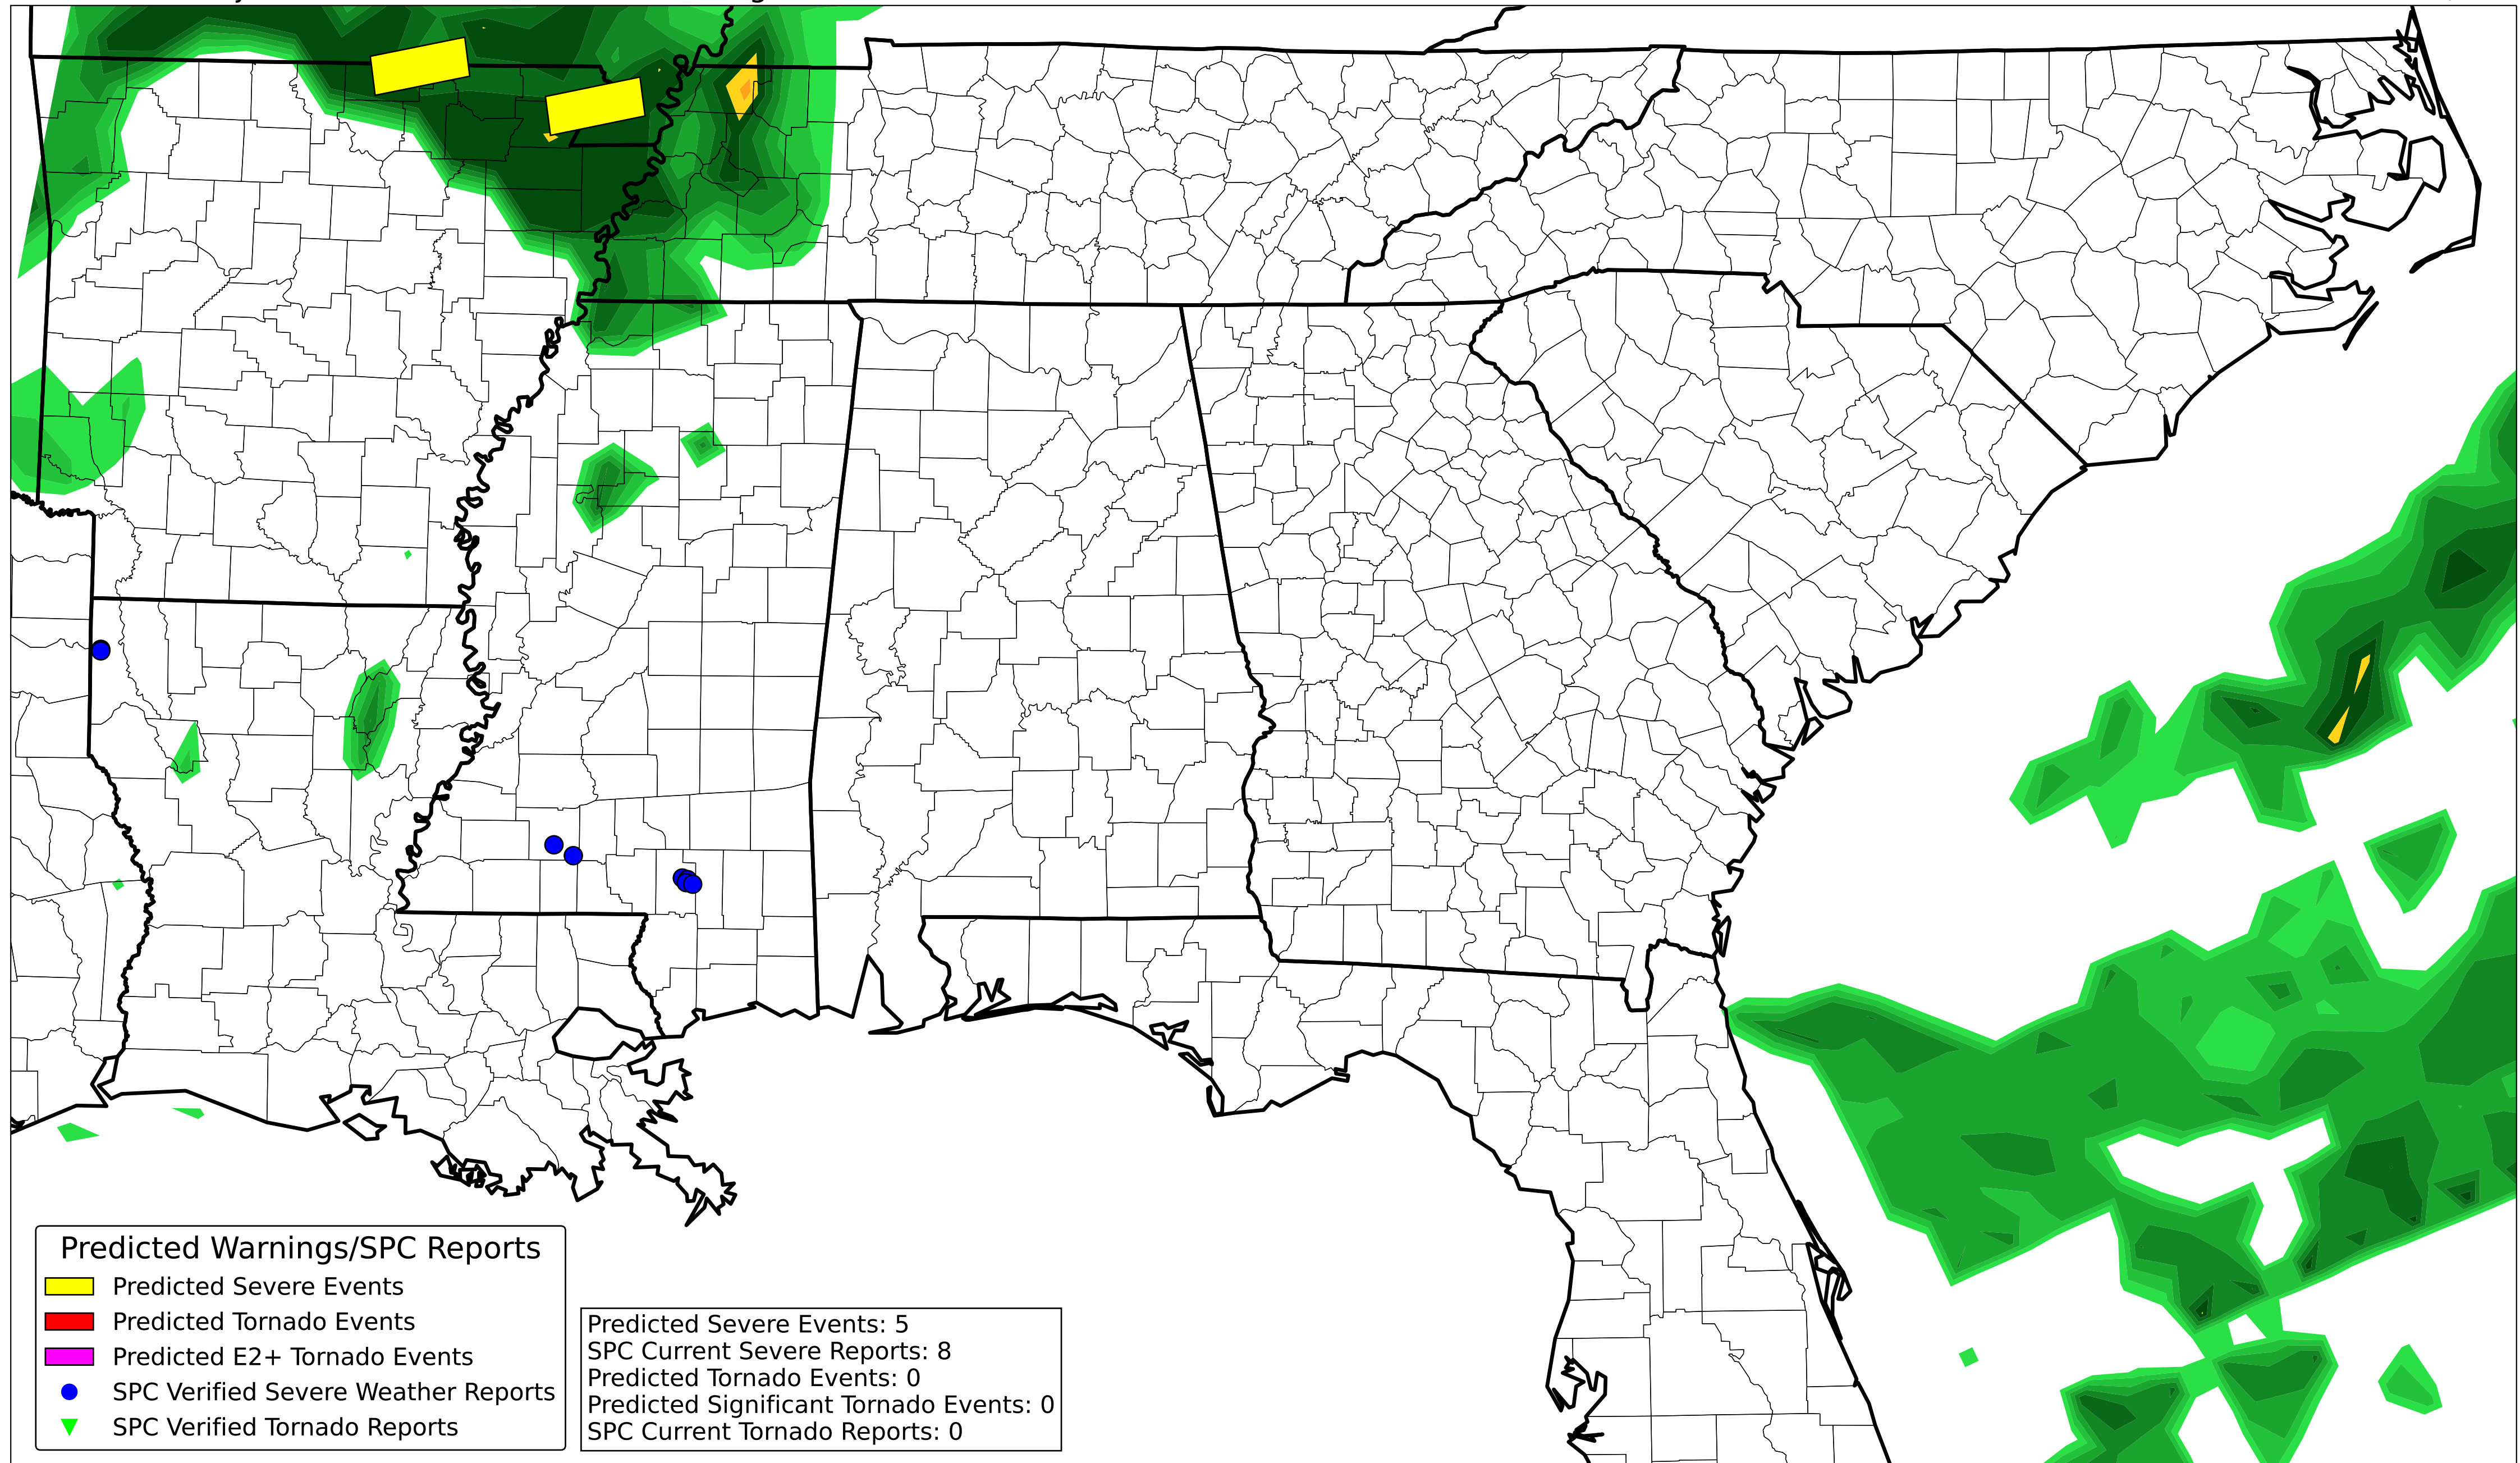 Predicted Warnings/SPC Reports
Predicted Severe Events
Predicted Tornado Events
Predicted E2+ Tornado Events
SPC Verified Severe Weather Reports
SPC Verified Tornado Reports
Predicted Severe Events: 5
SPC Current Severe Reports: 8
Predicted Tornado Events: 0
Predicted Significant Tornado Events: 0
SPC Current Tornado Reports: 0